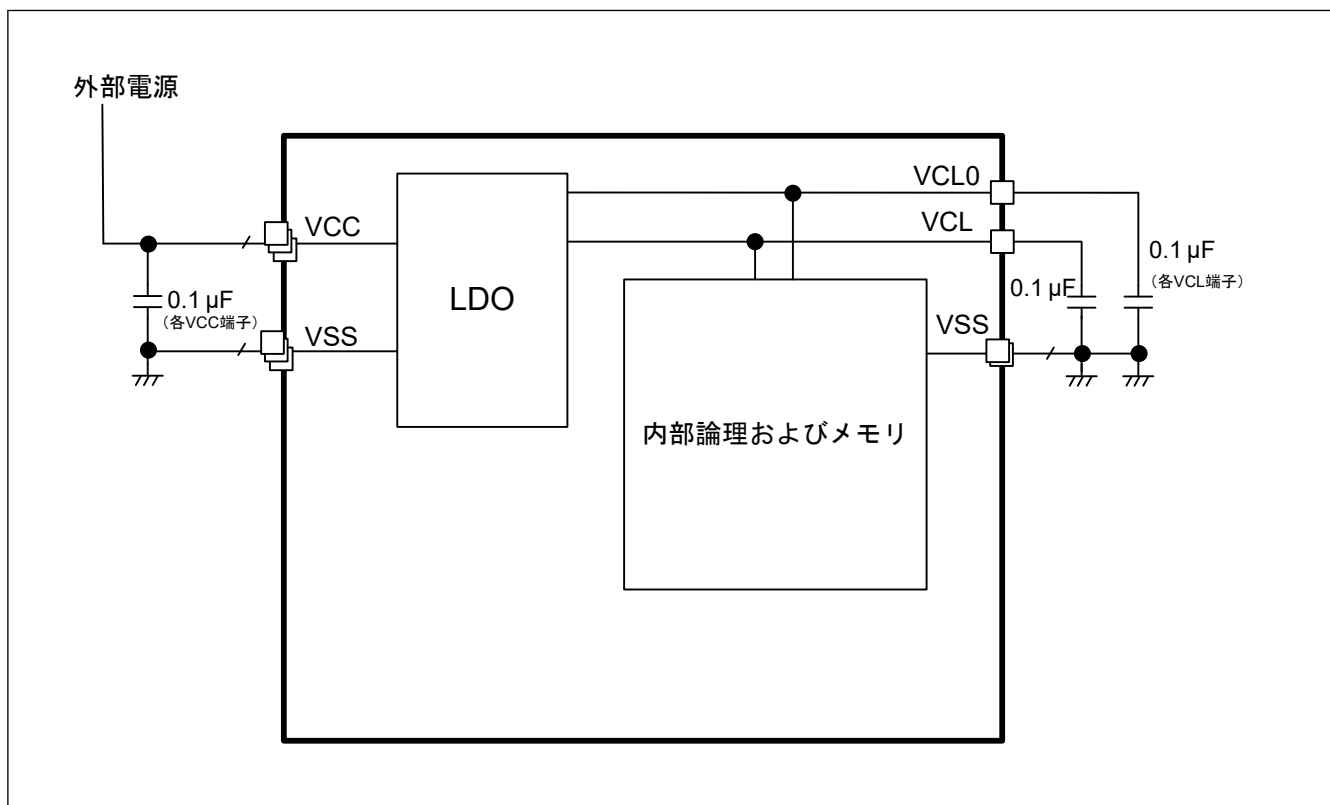 外部電源
VCL0
VCC
VCL
0.1 µF
(各VCL端子)
0.1 µF
0.1 µF
(各VCC端子)
LDO
VSS
VSS
内部論理およびメモリ